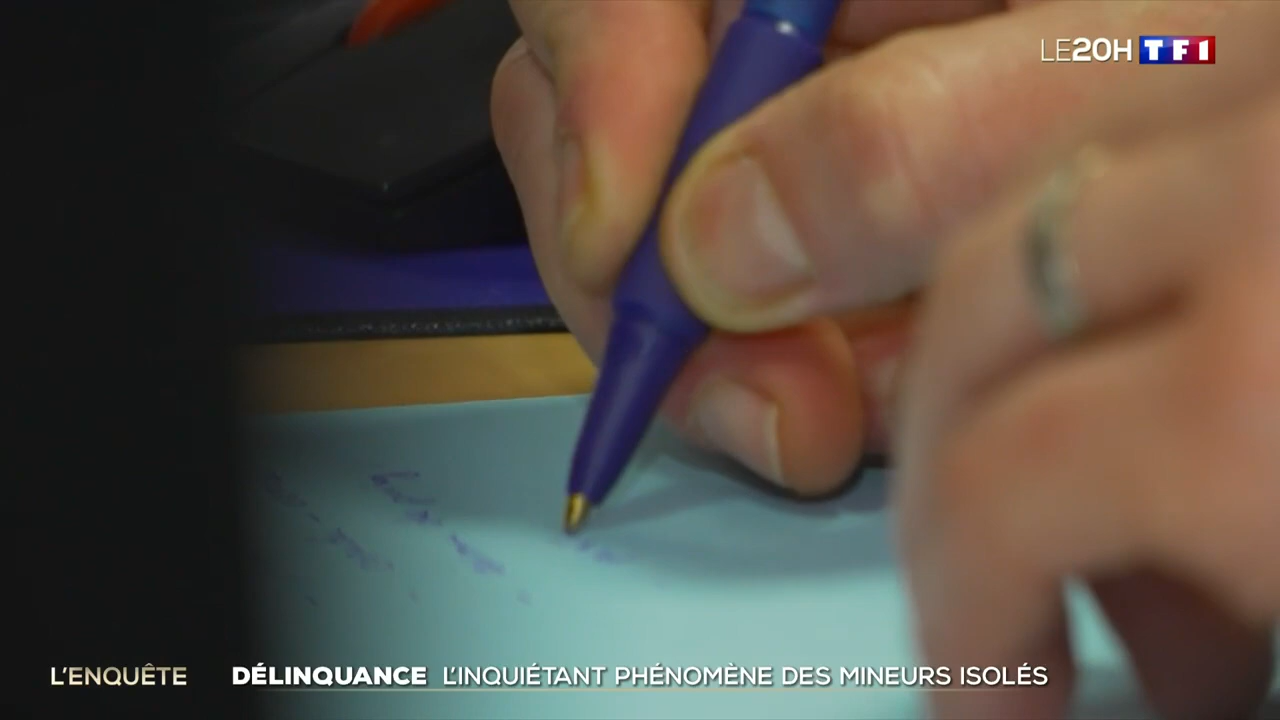 LE20H TF1
L'ENQUÊTE DÉLINQUANCE L'INQUIÉTANT PHÉNOMÈNE DES MINEURS ISOLÉS